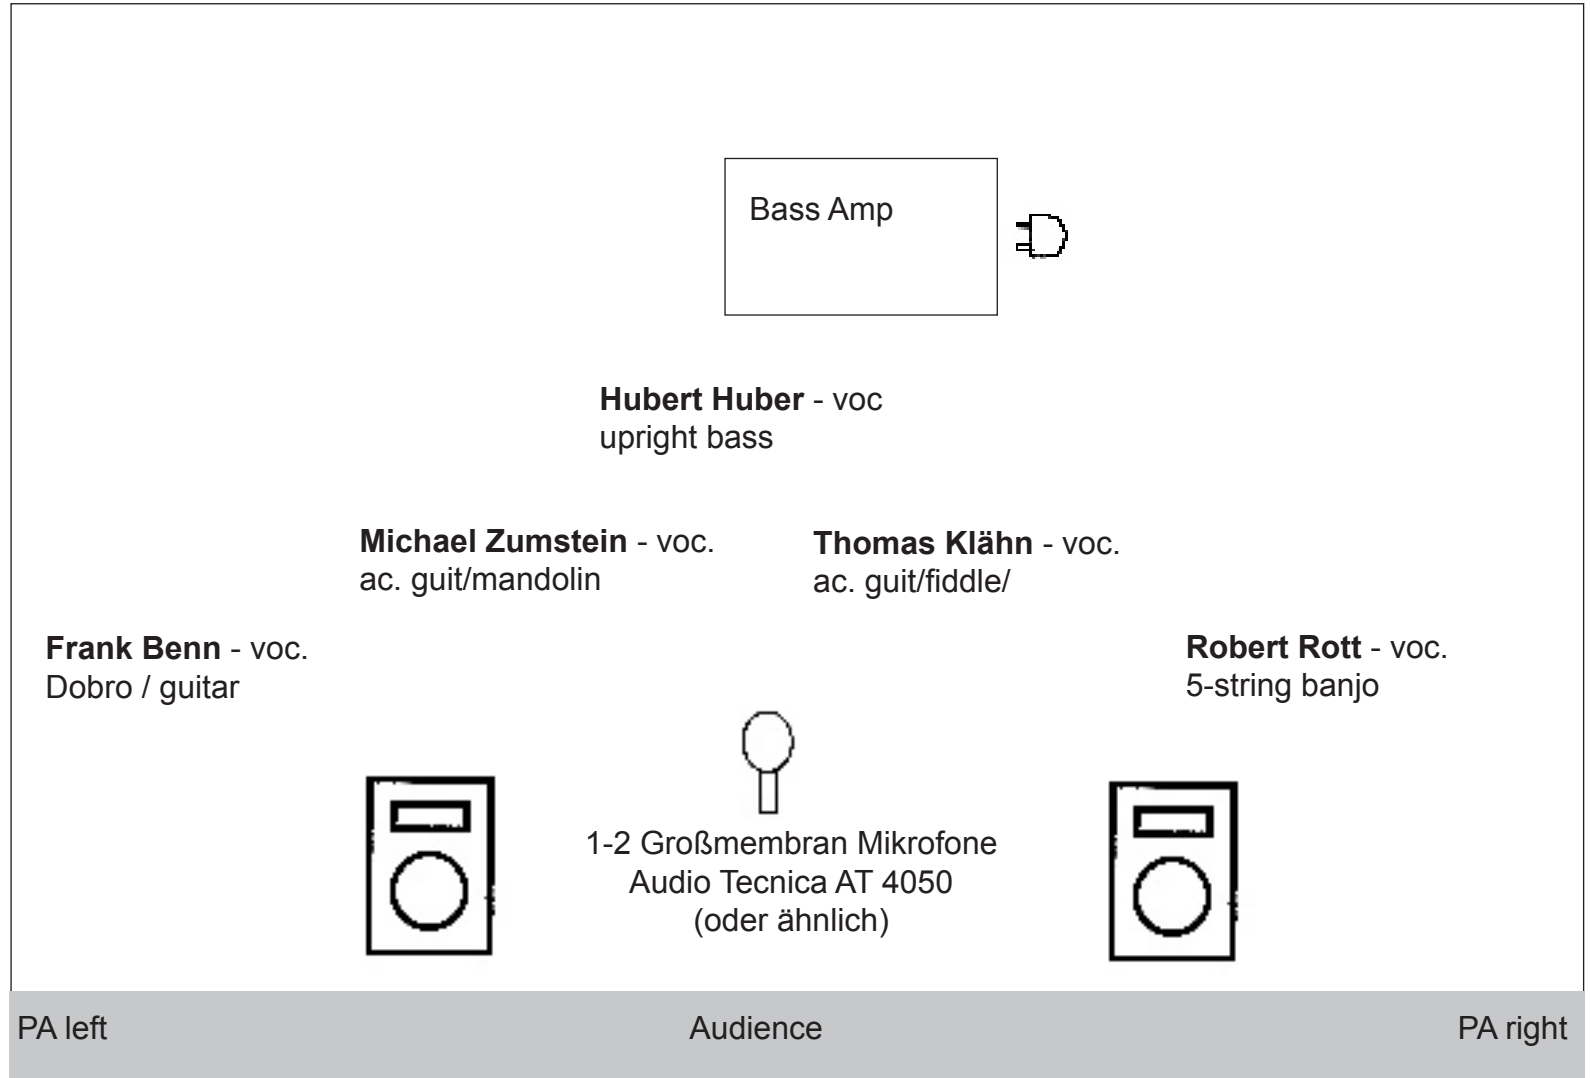 Bass Amp
Hubert Huber - voc
upright bass
Michael Zumstein - voc.
ac. guit/mandolin
Thomas Klähn - voc.
ac. guit/fiddle/
Frank Benn - voc.
Dobro / guitar
Robert Rott - voc.
5-string banjo
1-2 Großmembran Mikrofone
Audio Tecnica AT 4050
(oder ähnlich)
PA left
Audience
PA right